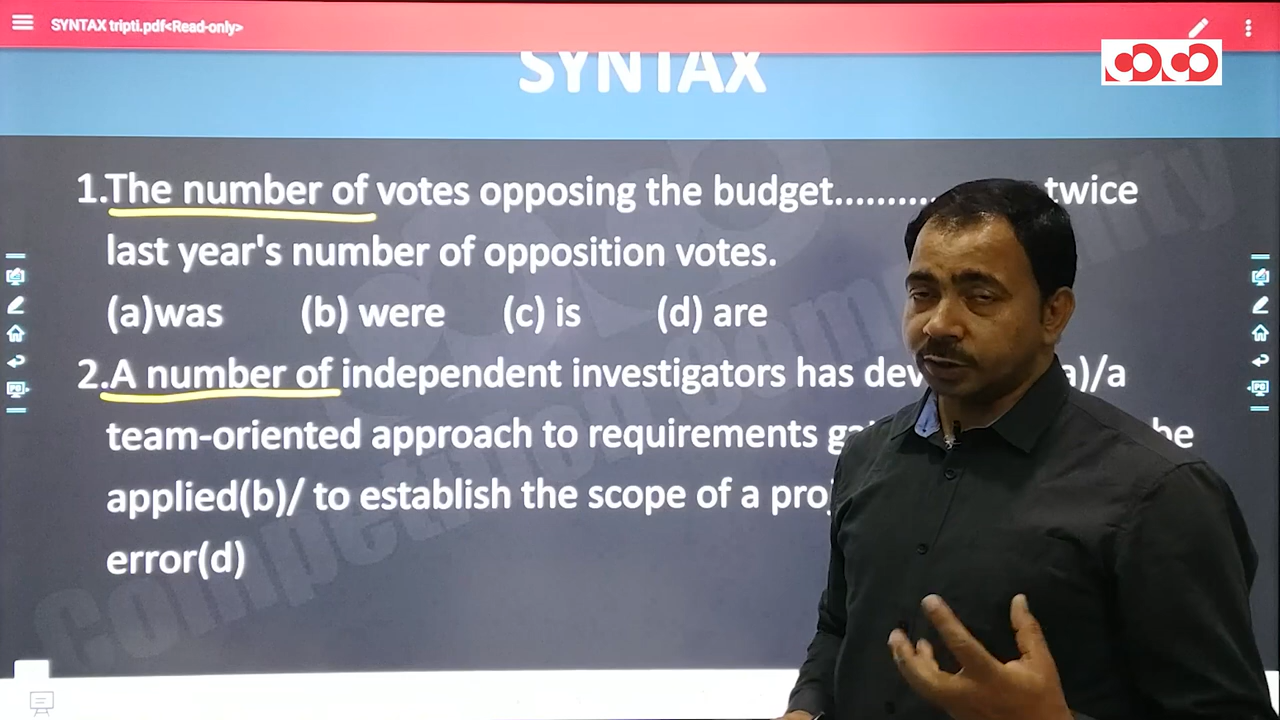 SYNTAX tripti.pdf<Read-only>
SYNTAX
1.The number of votes opposing the budget............. twice
last year's number of opposition votes.
(a)was (b) were (c) is (d) are
2.A number of independent investigators has a)/a
team-oriented approach to requirements be
applied(b)/ to establish the scope of a
error(d)
Competition Community